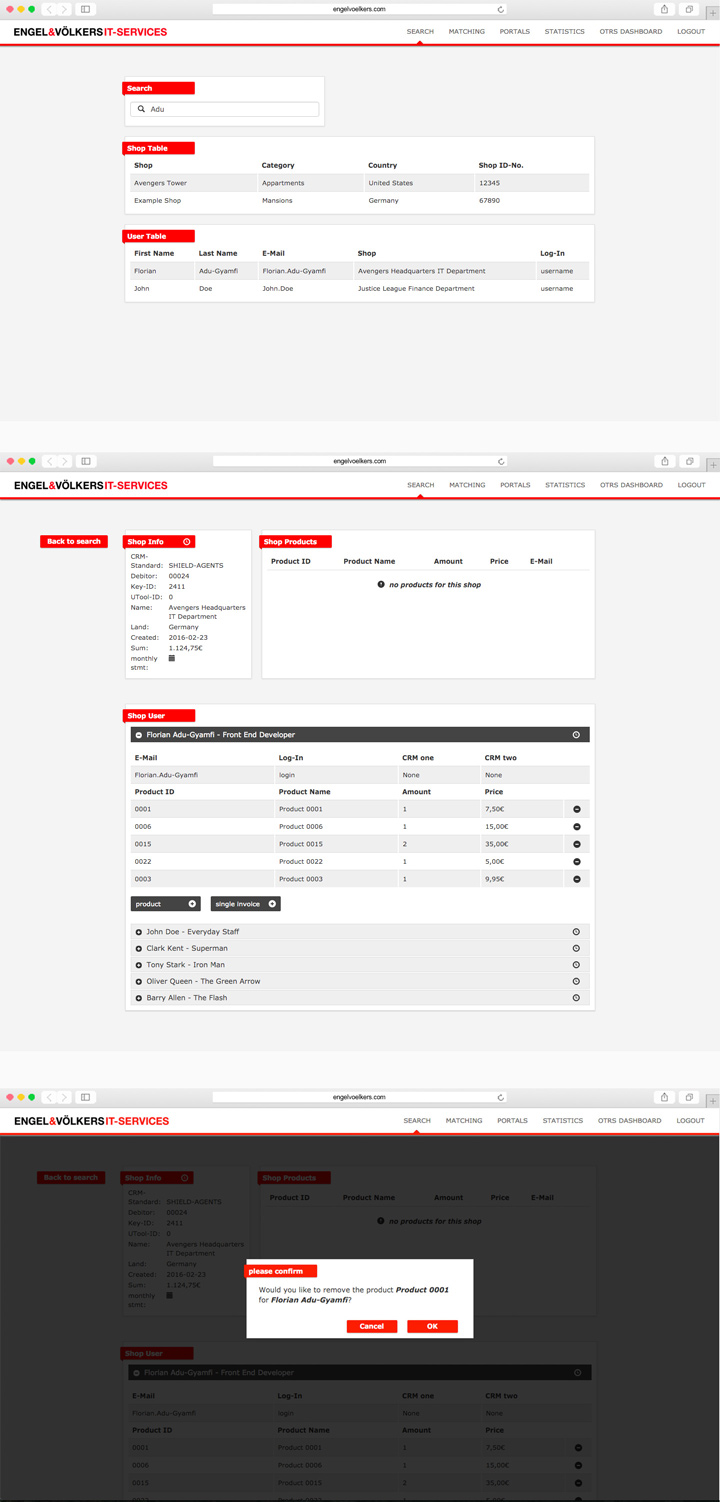 engelvoelkers.com
ENGEL&VÖLKERS IT-SERVICES
SEARCH MATCHING PORTALS STATISTICS OTRS DASHBOARD LOGOUT
Search
Adu
Shop Table
Shop Category Country Shop ID-No.
Avengers Tower Appartments United States 12345
Example Shop Mansions Germany 67890
User Table
First Name Last Name E-Mail Shop Log-In
Florian Adu-Gyamfi Florian.Adu-Gyamfi Avengers Headquarters IT Department username
John Doe John.Doe Justice League Finance Department username
engelvoelkers.com
ENGEL&VÖLKERS IT-SERVICES
SEARCH MATCHING PORTALS STATISTICS OTRS DASHBOARD LOGOUT
Back to search
Shop Info
CRM-
Standard: SHIELD-AGENTS
Debitor: 00024
Key-ID: 2411
UTool-ID: 0
Name: Avengers Headquarters
IT Department
Land: Germany
Created: 2016-02-23
Sum: 1.124,75€
monthly
stmt:
Shop Products
Product ID Product Name Amount Price E-Mail
no products for this shop
Shop User
Florian Adu-Gyamfi - Front End Developer
E-Mail Log-In CRM one CRM two
Florian.Adu-Gyamfi login None None
Product ID Product Name Amount Price
0001 Product 0001 1 7,50€
0006 Product 0006 1 15,00€
0015 Product 0015 2 35,00€
0022 Product 0022 1 5,00€
0003 Product 0003 1 9,95€
product single invoice
John Doe - Everyday Staff
Clark Kent - Superman
Tony Stark - Iron Man
Oliver Queen - The Green Arrow
Barry Allen - The Flash
engelvoelkers.com
ENGEL&VÖLKERS IT-SERVICES
SEARCH MATCHING PORTALS STATISTICS OTRS DASHBOARD LOGOUT
Back to search
Shop Info
CRM-
Standard: SHIELD-AGENTS
Debitor: 00024
Key-ID: 2411
UTool-ID: 0
Name: Avengers Headquarters
IT Department
Land: Germany
Created: 2016-02-23
Sum: 1.124,75€
monthly
stmt:
Shop Products
Product ID Product Name Amount Price E-Mail
no products for this shop
please confirm
Would you like to remove the product Product 0001
for Florian Adu-Gyamfi?
Cancel OK
Shop User
Florian Adu-Gyamfi - Front End Developer
E-Mail Log-In CRM one CRM two
Florian.Adu-Gyamfi login None None
Product ID Product Name Amount Price
0001 Product 0001 1 7,50€
0006 Product 0006 1 15,00€
0015 Product 0015 2 35,00€